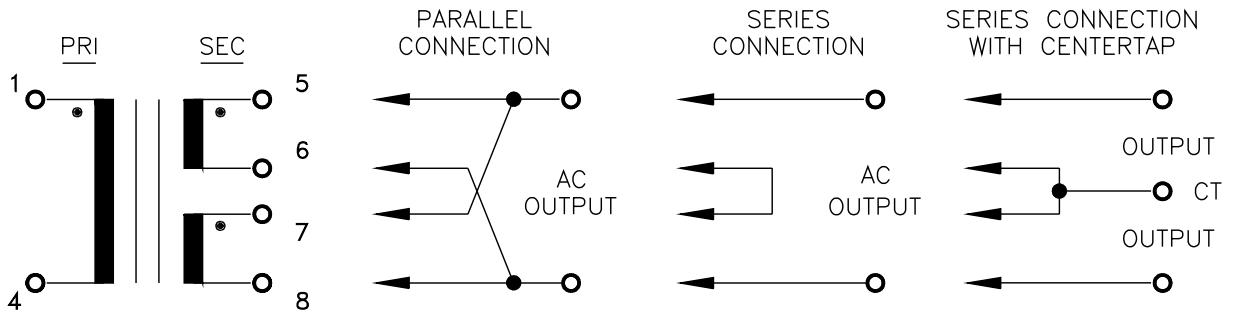 PRI
SEC
1
4
5
6
7
8
PARALLEL
CONNECTION
AC
OUTPUT
SERIES
CONNECTION
AC
OUTPUT
SERIES CONNECTION
WITH CENTERTAP
OUTPUT
CT
OUTPUT